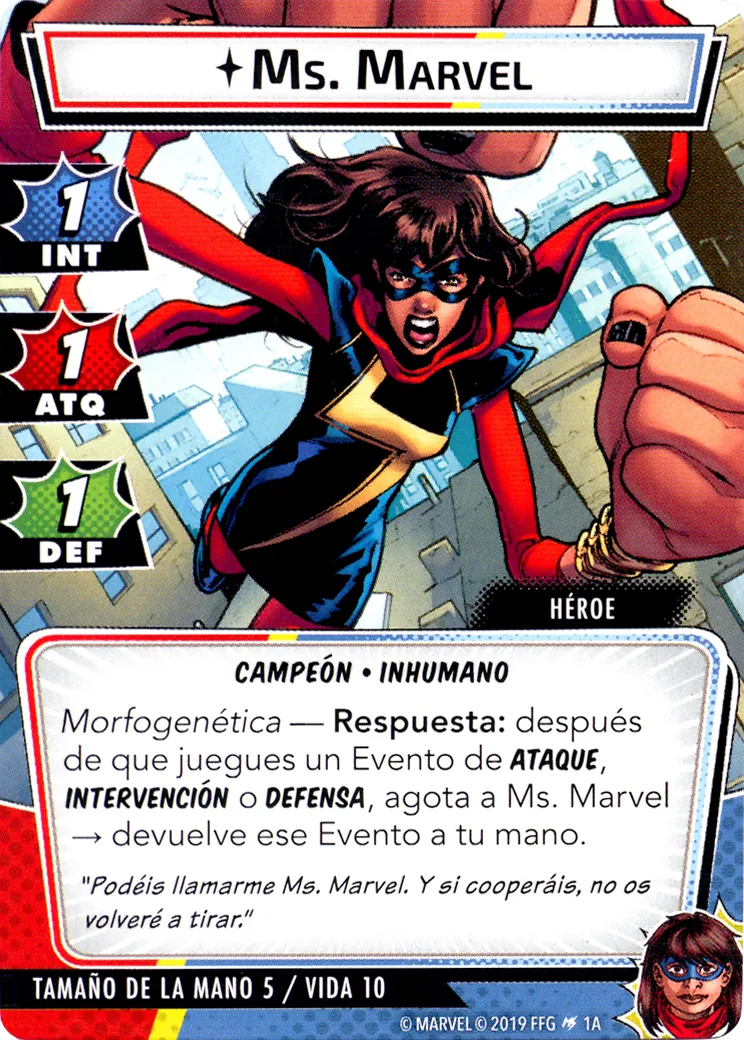 Ms. Marvel
1
INT
1
ATQ
1
DEF
HÉROE
CAMPEÓN • INHUMANO
Morfogenética — Respuesta: después
de que juegues un Evento de ATAQUE,
INTERVENCIÓN o DEFENSA, agota a Ms. Marvel
→ devuelve ese Evento a tu mano.
"Podéis llamarme Ms. Marvel. Y si cooperáis, no os
volveré a tirar."
TAMAÑO DE LA MANO 5 / VIDA 10
© MARVEL © 2019 FFG 1A